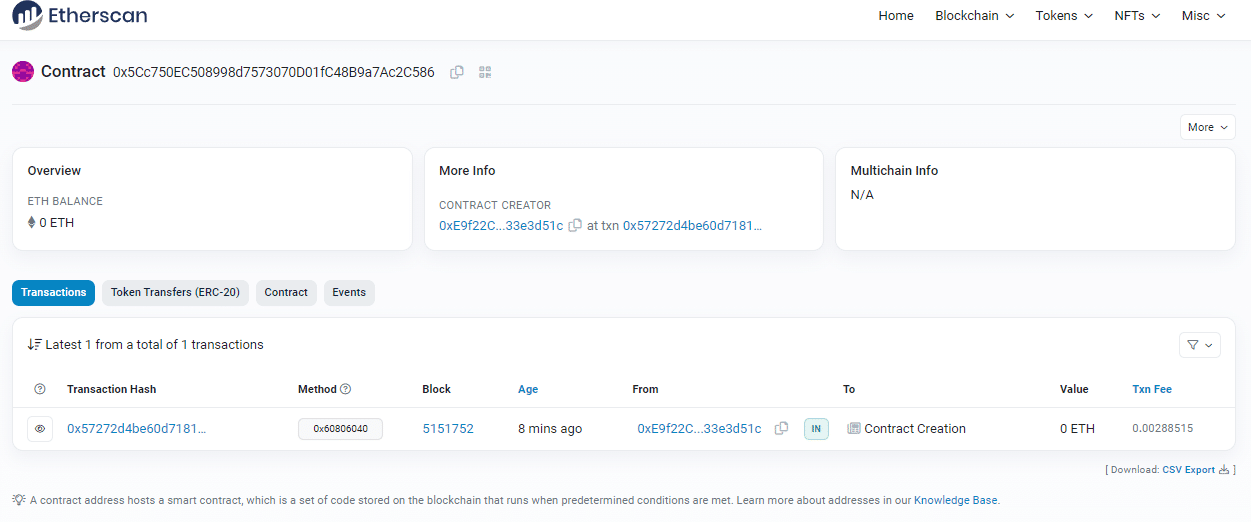 Etherscan
Home Blockchain Tokens NFTs Misc
Contract 0x5Cc750EC508998d7573070D01fC48B9a7Ac2C586
More
Overview
ETH BALANCE
0 ETH
More Info
CONTRACT CREATOR
0xE9f22C...33e3d51c at txn 0x57272d4be60d7181...
Multichain Info
N/A
Transactions Token Transfers (ERC-20) Contract Events
Latest 1 from a total of 1 transactions
Transaction Hash Method Block Age From To Value Txn Fee
0x57272d4be60d7181... 0x60806040 5151752 8 mins ago 0xE9f22C...33e3d51c IN Contract Creation 0 ETH 0.00288515
[ Download: CSV Export ]
A contract address hosts a smart contract, which is a set of code stored on the blockchain that runs when predetermined conditions are met. Learn more about addresses in our Knowledge Base.